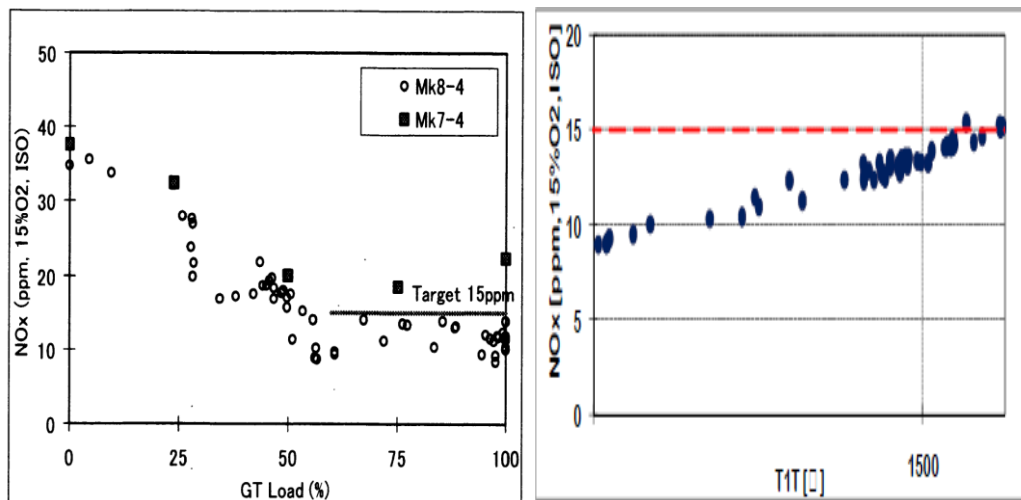 50
40
30
20
10
0
NOx (ppm, 15%O2, ISO)
Mk8-4
Mk7-4
Target 15ppm
0 25 50 75 100
GT Load (%)
20
15
10
5
0
NOx [ppm,15%O2,ISO]
1500
T1T[□]